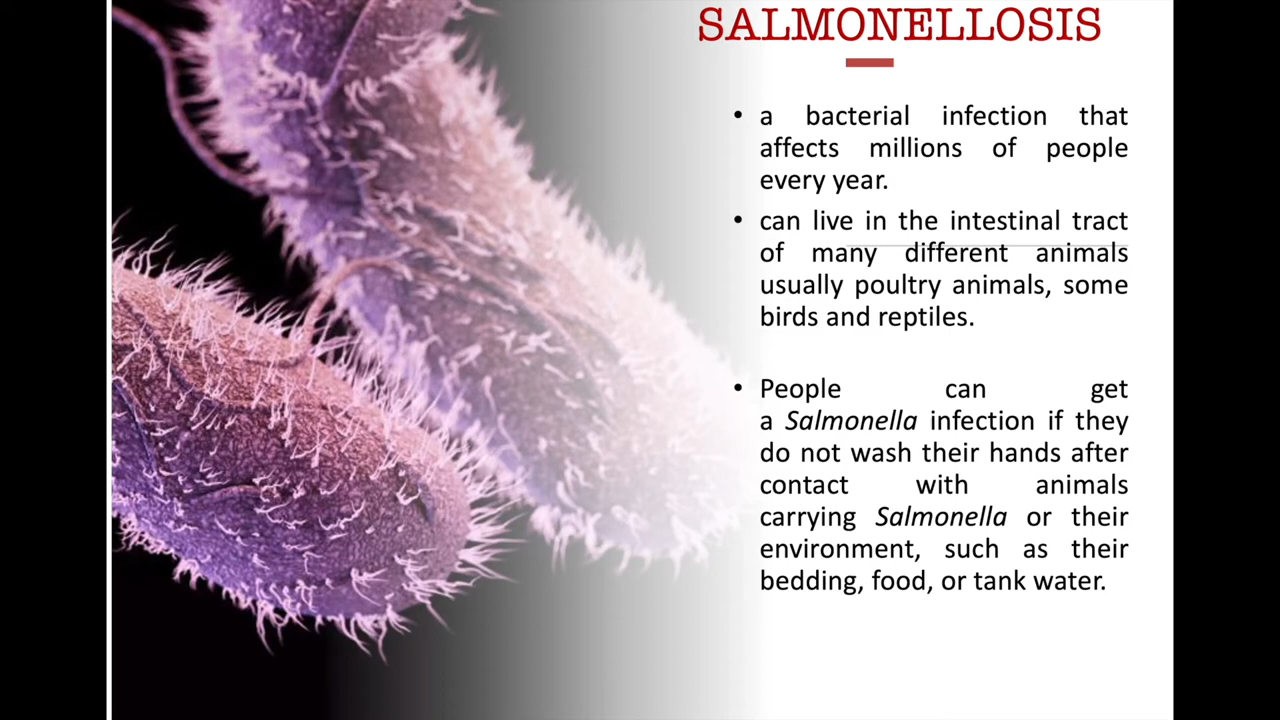 SALMONELLOSIS
• a bacterial infection that
affects millions of people
every year.
• can live in the intestinal tract
of many different animals
usually poultry animals, some
birds and reptiles.
• People can get
a Salmonella infection if they
do not wash their hands after
contact with animals
carrying Salmonella or their
environment, such as their
bedding, food, or tank water.